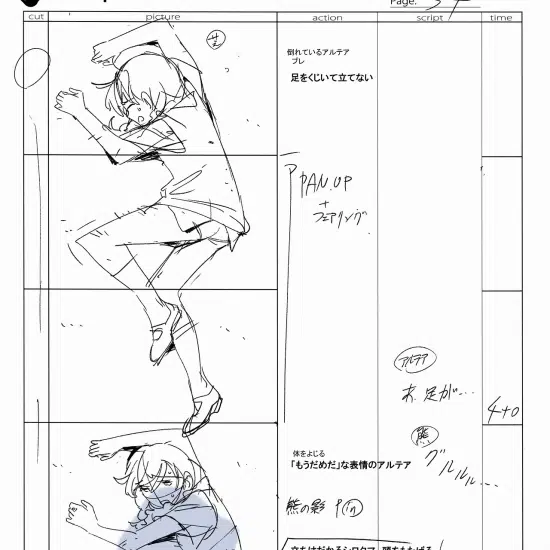 Page.
cut
picture
action
script
time
倒れているアルテア
ブレ
足をくじいて立てない
PAN.UP
+
フェアリング
アルテア
あ、足が…
4+0
熊
グルルル…
体をよじる
「もうだめだ」な表情のアルテア
熊の影 in